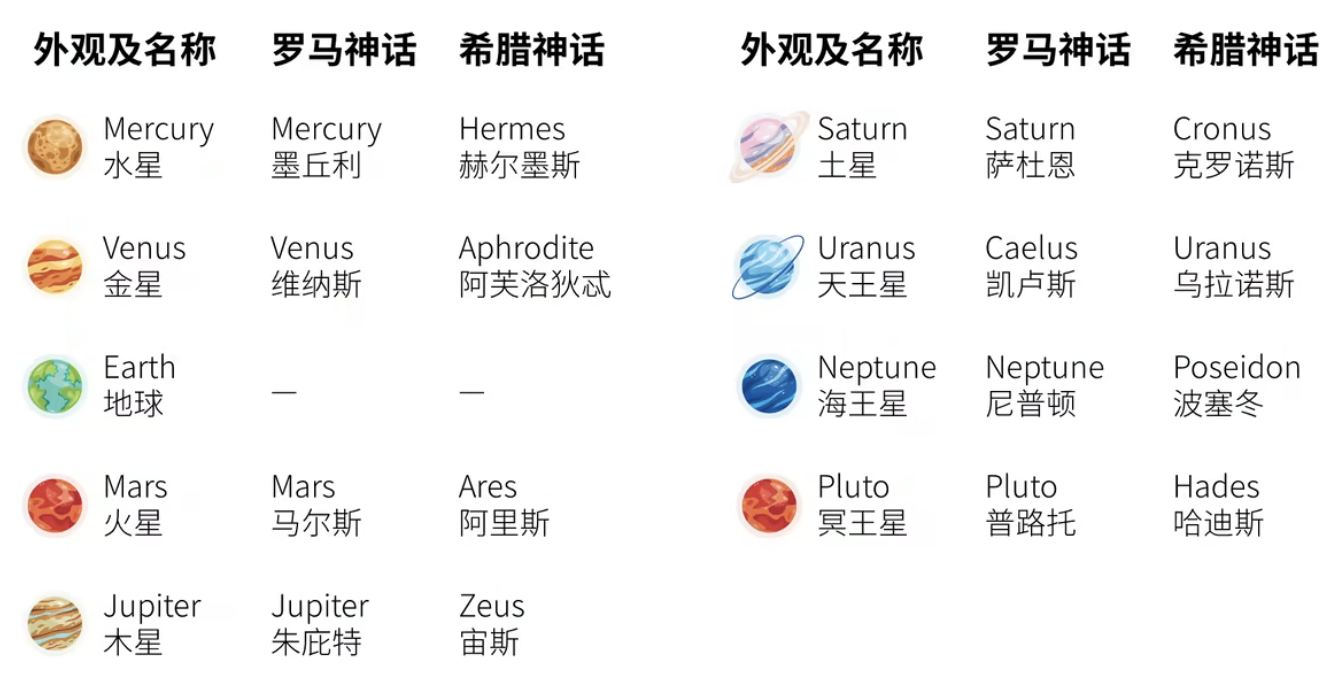 外观及名称 罗马神话 希腊神话
Mercury Mercury Hermes
水星 墨丘利 赫尔墨斯
Venus Venus Aphrodite
金星 维纳斯 阿芙洛狄忒
Earth
地球 — —
Mars Mars Ares
火星 马尔斯 阿里斯
Jupiter Jupiter Zeus
木星 朱庇特 宙斯
外观及名称 罗马神话 希腊神话
Saturn Saturn Cronus
土星 萨杜恩 克罗诺斯
Uranus Caelus Uranus
天王星 凯卢斯 乌拉诺斯
Neptune Neptune Poseidon
海王星 尼普顿 波塞冬
Pluto Pluto Hades
冥王星 普路托 哈迪斯